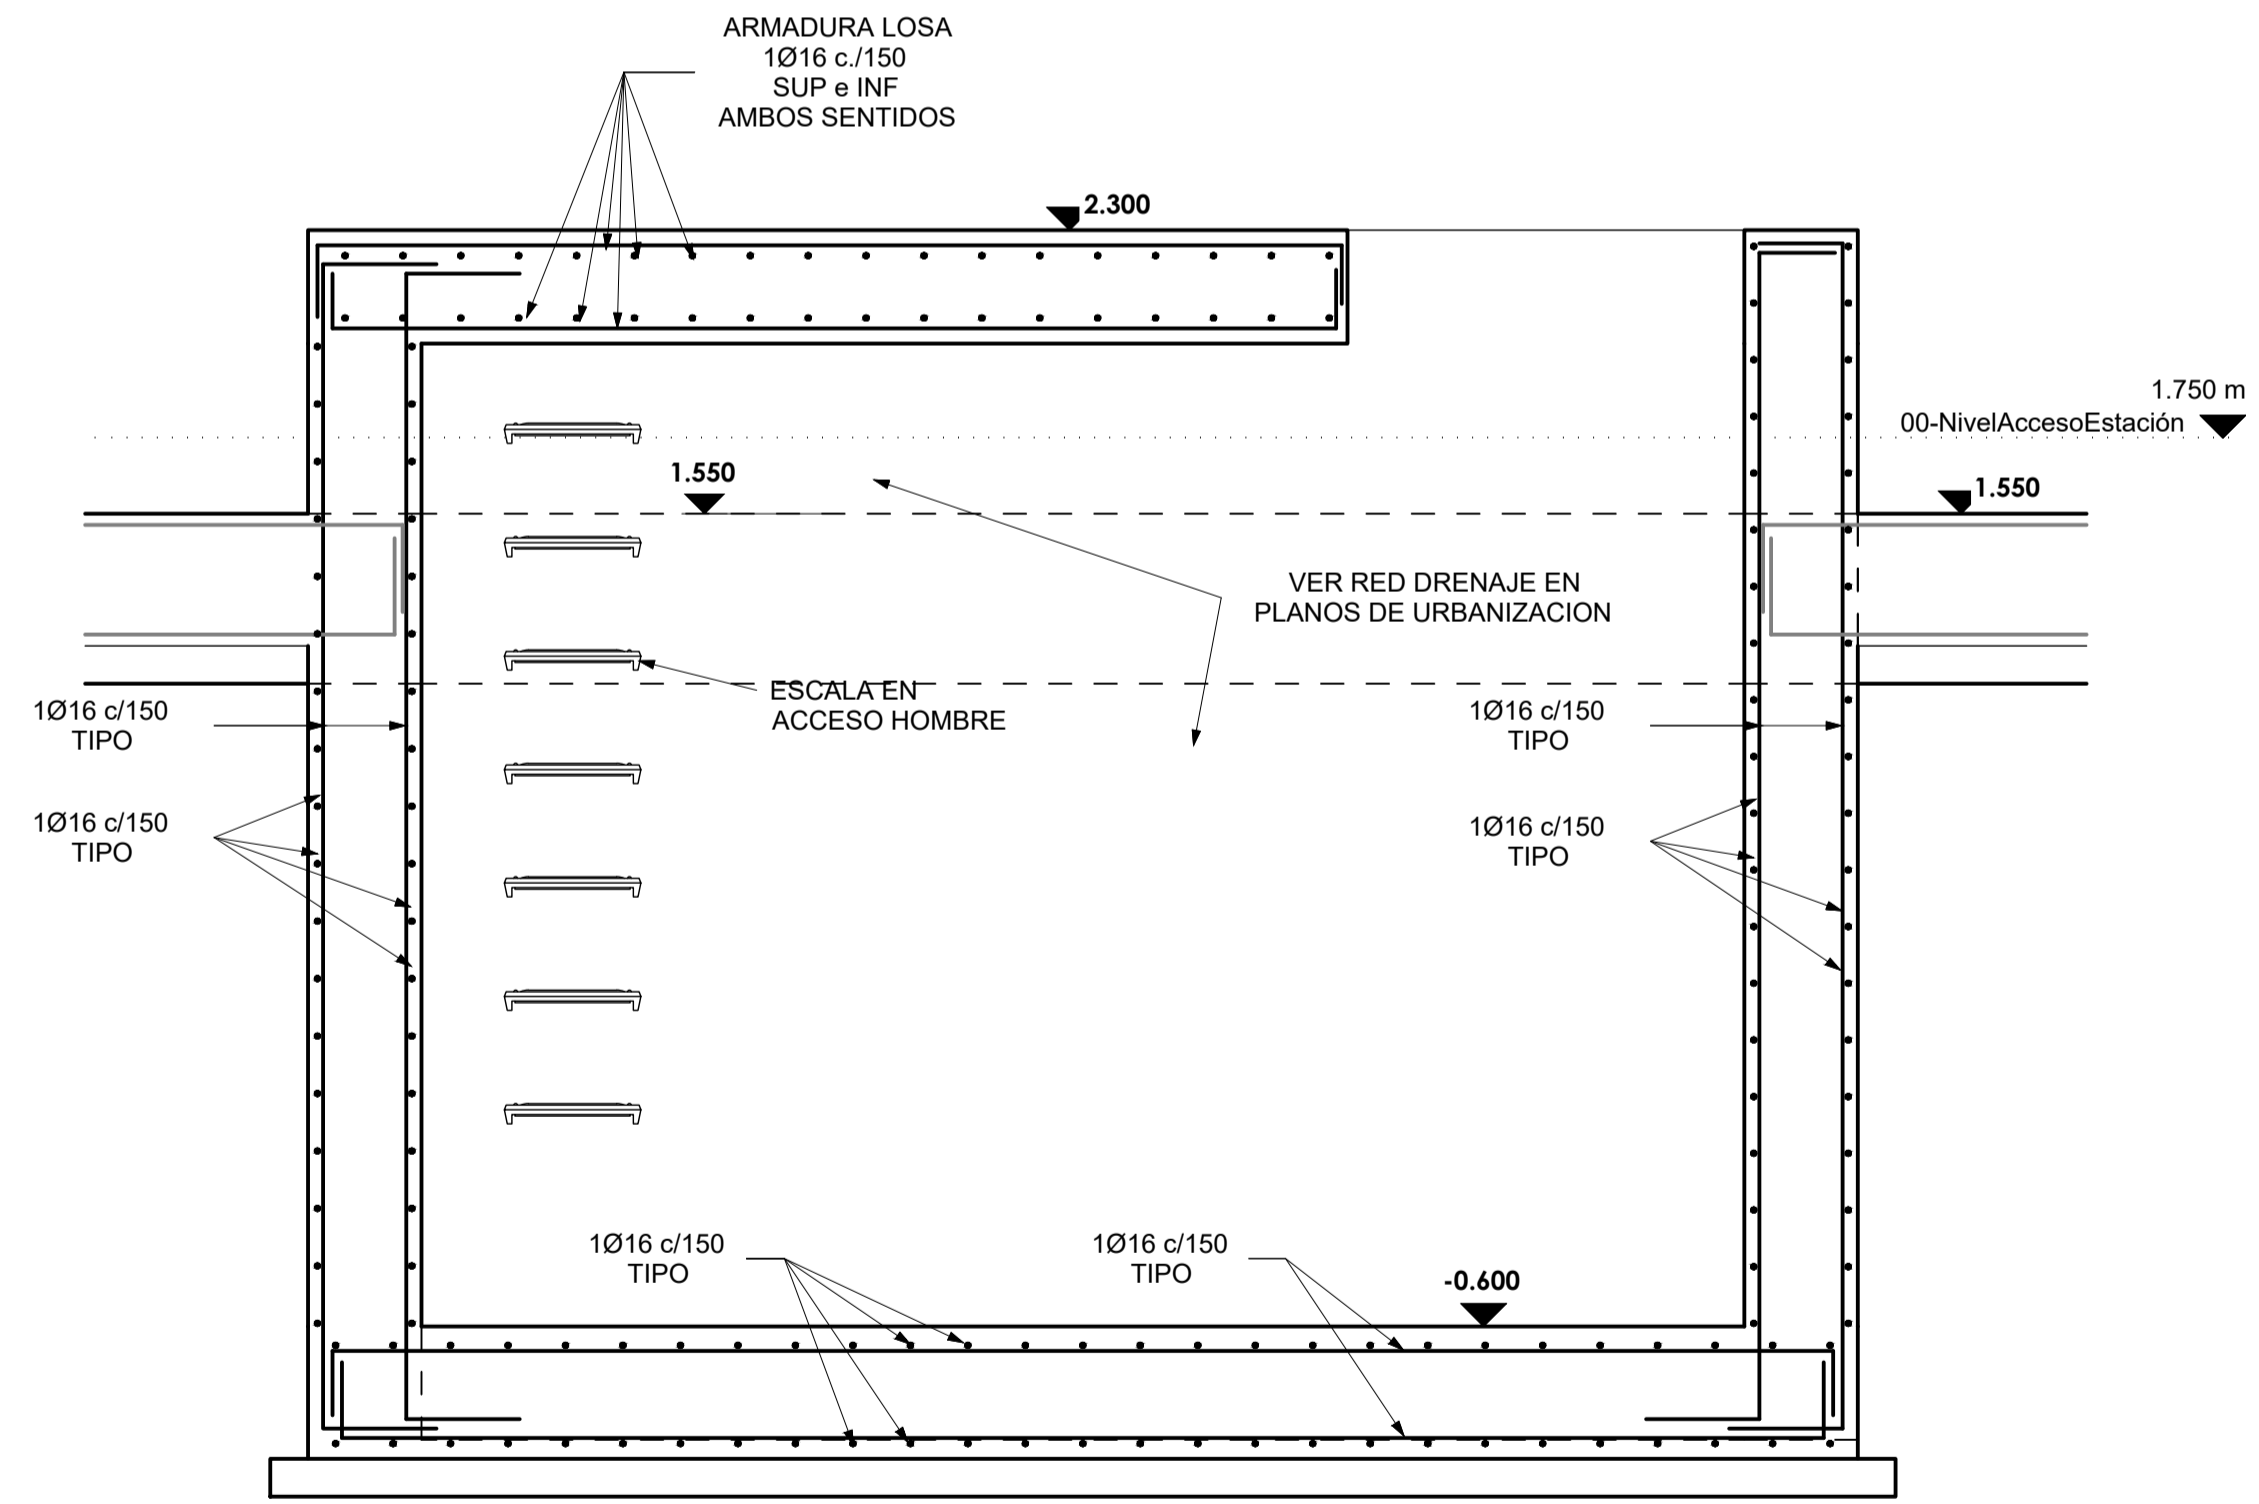 ARMADURA LOSA
1Ø16 c./150
SUP e INF
AMBOS SENTIDOS
2.300
1.750 m
00-NivelAccesoEstación
1.550
1.550
VER RED DRENAJE EN
PLANOS DE URBANIZACION
ESCALA EN
ACCESO HOMBRE
1Ø16 c/150
TIPO
1Ø16 c/150
TIPO
1Ø16 c/150
TIPO
1Ø16 c/150
TIPO
1Ø16 c/150
TIPO
1Ø16 c/150
TIPO
-0.600